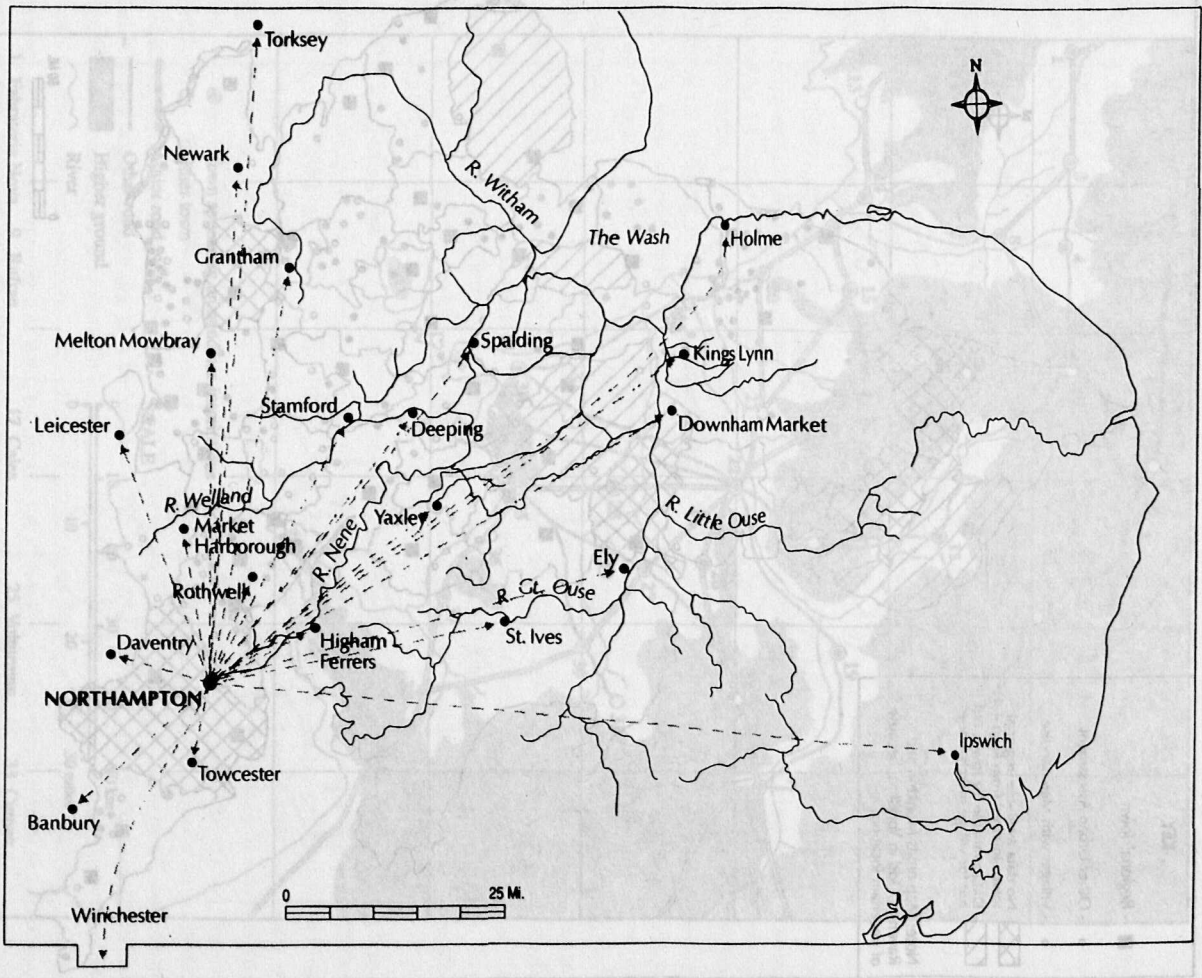 Torksey
N
Newark
R. Witham
The Wash
Holme
Grantham
Melton Mowbray
Spalding
Kings Lynn
Stamford
Deeping
Downham Market
Leicester
R. Welland
Market
Harborough
R. Nene
Yaxley
R. Little Ouse
Rothwell
Ely
R. Gt. Ouse
Daventry
Higham
Ferrers
St. Ives
NORTHAMPTON
Ipswich
Towcester
Banbury
0
25 Mi.
Winchester